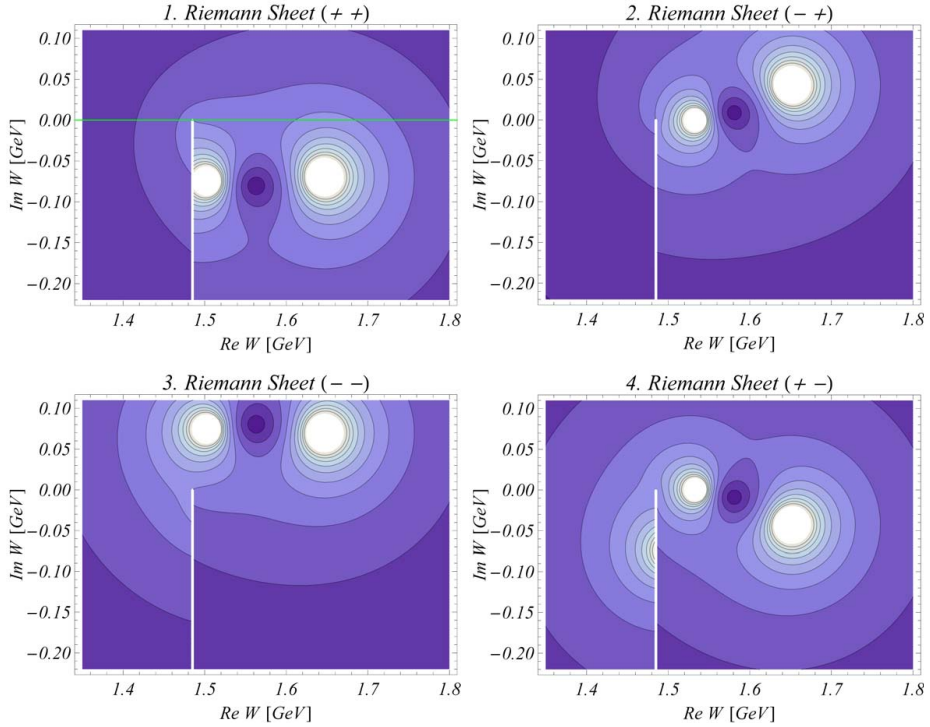 1. Riemann Sheet (+ +)
0.10
0.05
0.00
−0.05
−0.10
−0.15
−0.20
Im W [GeV]
1.4 1.5 1.6 1.7 1.8
Re W [GeV]
2. Riemann Sheet (− +)
0.10
0.05
0.00
−0.05
−0.10
−0.15
−0.20
Im W [GeV]
1.4 1.5 1.6 1.7 1.8
Re W [GeV]
3. Riemann Sheet (− −)
0.10
0.05
0.00
−0.05
−0.10
−0.15
−0.20
Im W [GeV]
1.4 1.5 1.6 1.7 1.8
Re W [GeV]
4. Riemann Sheet (+ −)
0.10
0.05
0.00
−0.05
−0.10
−0.15
−0.20
Im W [GeV]
1.4 1.5 1.6 1.7 1.8
Re W [GeV]